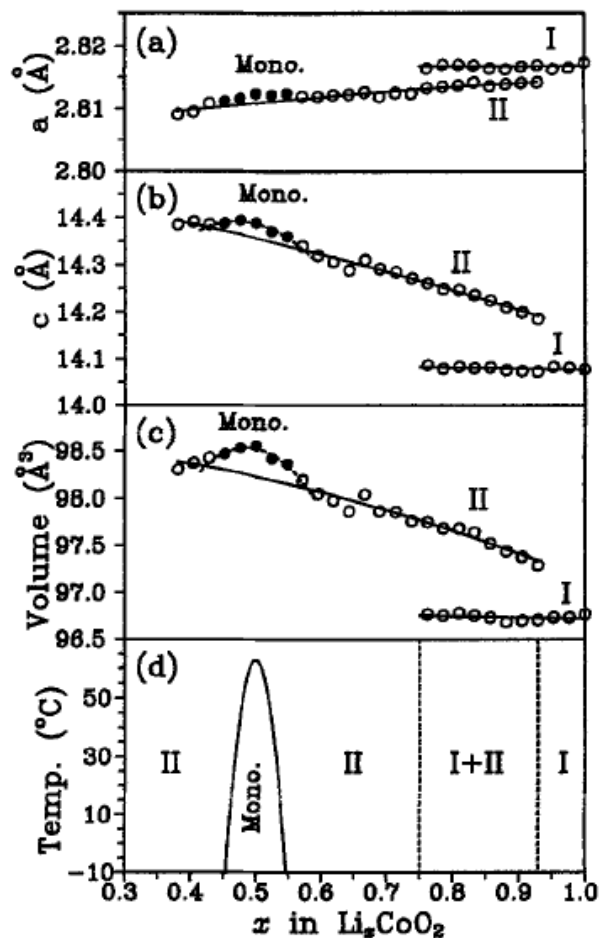 (a)
2.82
2.81
2.80
a (Å)
Mono.
I
II
(b)
14.4
14.3
14.2
14.1
14.0
c (Å)
Mono.
II
I
(c)
98.5
98.0
97.5
97.0
96.5
Volume (Å³)
Mono.
II
I
(d)
50
30
10
-10
Temp. (°C)
II
Mono.
II
I+II
I
0.3 0.4 0.5 0.6 0.7 0.8 0.9 1.0
x in LiₓCoO₂